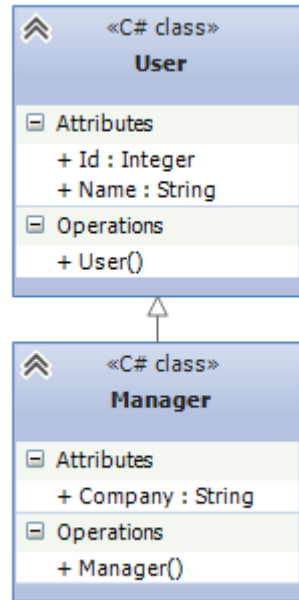 «C# class»
User
Attributes
+ Id : Integer
+ Name : String
Operations
+ User()
«C# class»
Manager
Attributes
+ Company : String
Operations
+ Manager()